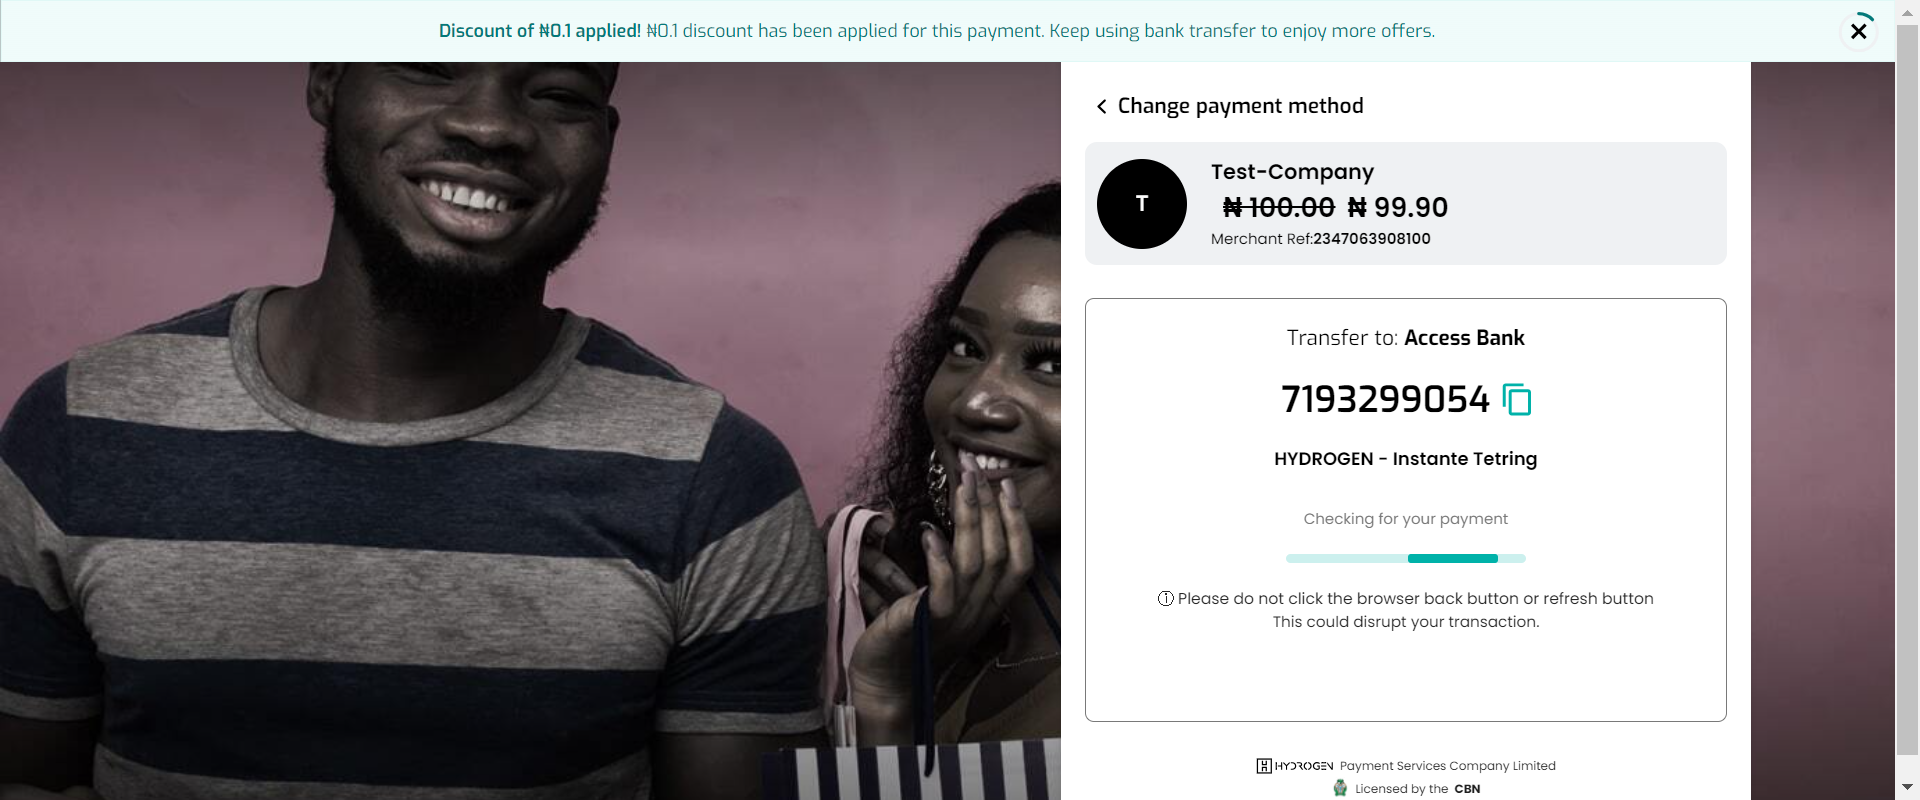 Discount of ₦0.1 applied! ₦0.1 discount has been applied for this payment. Keep using bank transfer to enjoy more offers.
Change payment method
T
Test-Company
₦ 100.00 ₦ 99.90
Merchant Ref:2347063908100
Transfer to: Access Bank
7193299054
HYDROGEN - Instante Tetring
Checking for your payment
Please do not click the browser back button or refresh button
This could disrupt your transaction.
HYDROGEN Payment Services Company Limited
Licensed by the CBN